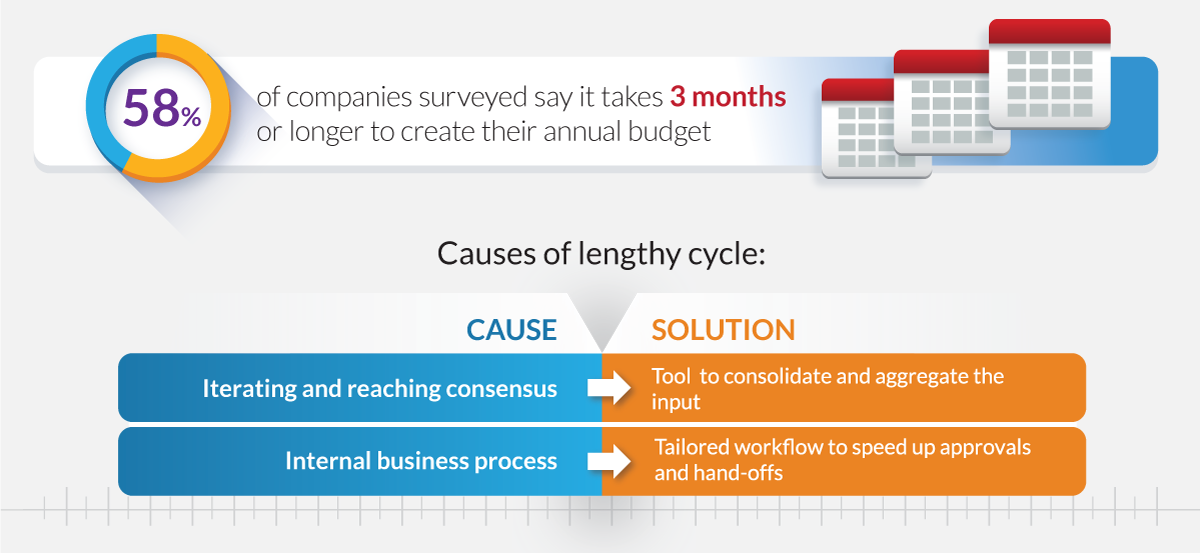 58%
of companies surveyed say it takes 3 months
or longer to create their annual budget
Causes of lengthy cycle:
CAUSE
SOLUTION
Iterating and reaching consensus
Tool to consolidate and aggregate the
input
Internal business process
Tailored workflow to speed up approvals
and hand-offs